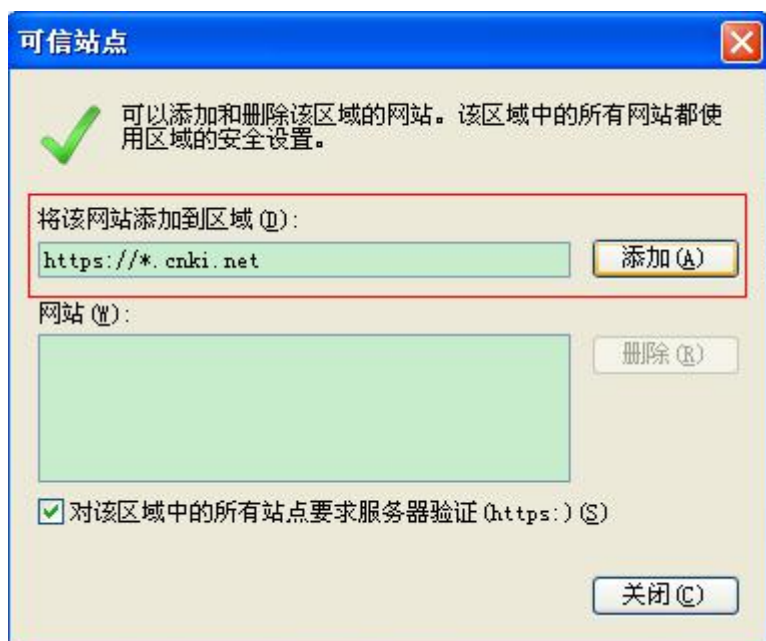 可信站点
可以添加和删除该区域的网站。该区域中的所有网站都使
用区域的安全设置。
将该网站添加到区域(D):
https://*.cnki.net
添加(A)
网站(W):
删除(R)
对该区域中的所有站点要求服务器验证(https:)(S)
关闭(C)